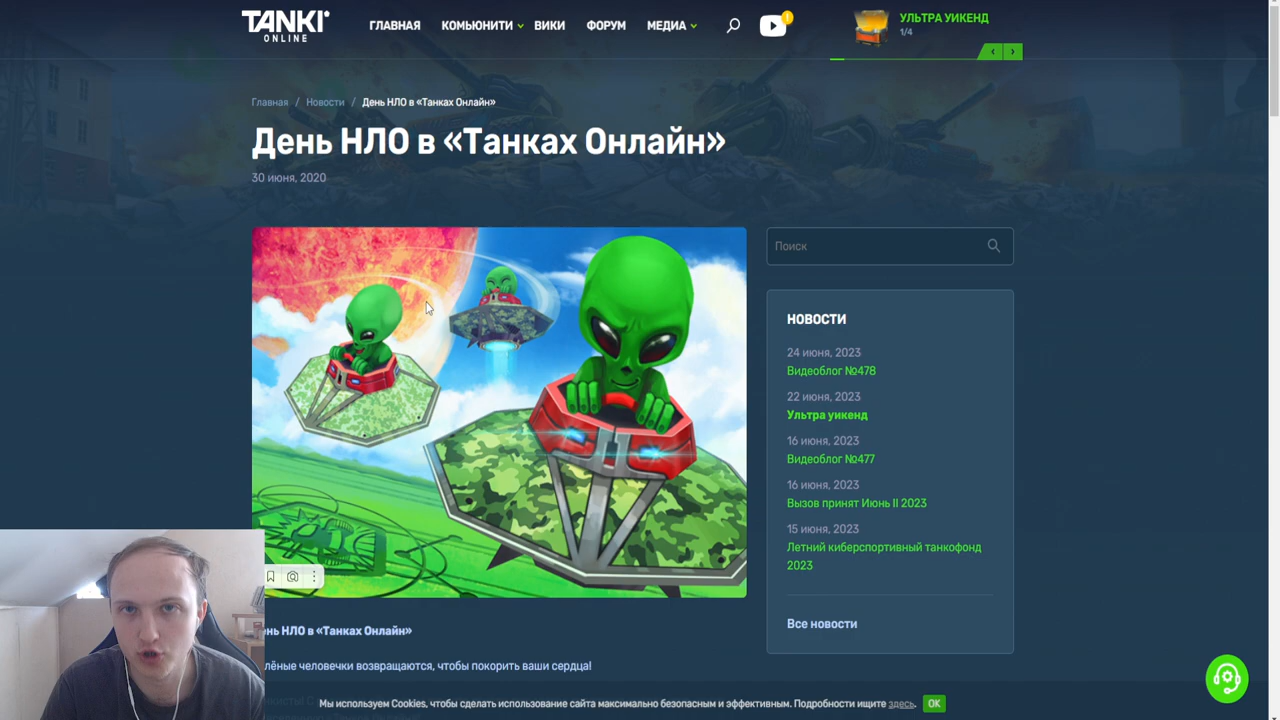 TANKI
ONLINE
ГЛАВНАЯ
КОМЬЮНИТИ
ВИКИ
ФОРУМ
МЕДИА
УЛЬТРА УИКЕНД
1/4
Главная / Новости / День НЛО в «Танках Онлайн»
День НЛО в «Танках Онлайн»
30 июня, 2020
Поиск
НОВОСТИ
24 июня, 2023
Видеоблог №478
22 июня, 2023
Ультра уикенд
16 июня, 2023
Видеоблог №477
16 июня, 2023
Вызов принят Июнь II 2023
15 июня, 2023
Летний киберспортивный танкофонд
2023
Все новости
ень НЛО в «Танках Онлайн»
лёные человечки возвращаются, чтобы покорить ваши сердца!
Мы используем Cookies, чтобы сделать использование сайта максимально безопасным и эффективным. Подробности ищите здесь.
OK